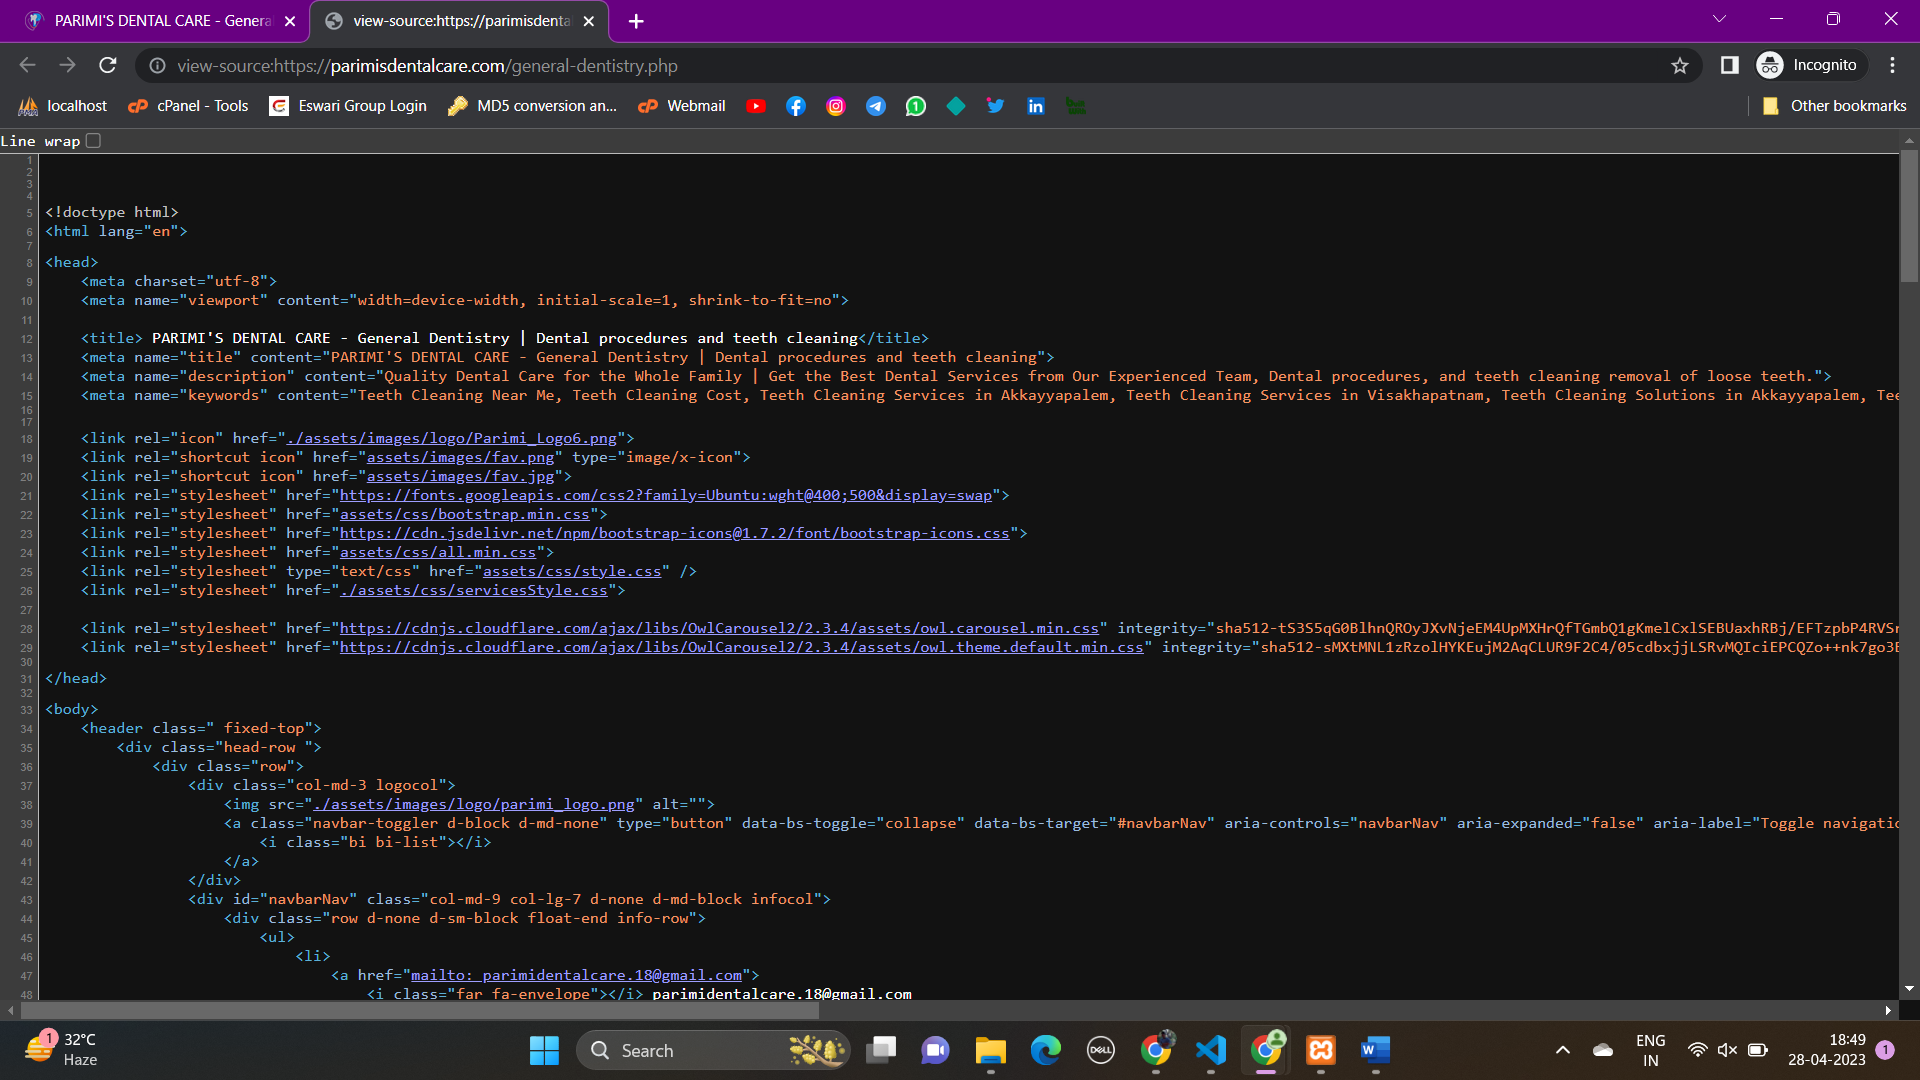 PARIMI'S DENTAL CARE - Genera
view-source:https://parimisdenta
view-source:https://parimisdentalcare.com/general-dentistry.php
Incognito
localhost
cPanel - Tools
Eswari Group Login
MD5 conversion an...
Webmail
1
Other bookmarks
Line wrap
1
2
3
4
5 <!doctype html>
6 <html lang="en">
7
8 <head>
9 <meta charset="utf-8">
10 <meta name="viewport" content="width=device-width, initial-scale=1, shrink-to-fit=no">
11
12 <title> PARIMI'S DENTAL CARE - General Dentistry | Dental procedures and teeth cleaning</title>
13 <meta name="title" content="PARIMI'S DENTAL CARE - General Dentistry | Dental procedures and teeth cleaning">
14 <meta name="description" content="Quality Dental Care for the Whole Family | Get the Best Dental Services from Our Experienced Team, Dental procedures, and teeth cleaning removal of loose teeth.">
15 <meta name="keywords" content="Teeth Cleaning Near Me, Teeth Cleaning Cost, Teeth Cleaning Services in Akkayyapalem, Teeth Cleaning Services in Visakhapatnam, Teeth Cleaning Solutions in Akkayyapalem, Tee
16
17
18 <link rel="icon" href="./assets/images/logo/Parimi_Logo6.png">
19 <link rel="shortcut icon" href="assets/images/fav.png" type="image/x-icon">
20 <link rel="shortcut icon" href="assets/images/fav.jpg">
21 <link rel="stylesheet" href="https://fonts.googleapis.com/css2?family=Ubuntu:wght@400;500&display=swap">
22 <link rel="stylesheet" href="assets/css/bootstrap.min.css">
23 <link rel="stylesheet" href="https://cdn.jsdelivr.net/npm/bootstrap-icons@1.7.2/font/bootstrap-icons.css">
24 <link rel="stylesheet" href="assets/css/all.min.css">
25 <link rel="stylesheet" type="text/css" href="assets/css/style.css" />
26 <link rel="stylesheet" href="./assets/css/servicesStyle.css">
27
28 <link rel="stylesheet" href="https://cdnjs.cloudflare.com/ajax/libs/OwlCarousel2/2.3.4/assets/owl.carousel.min.css" integrity="sha512-tS3S5qG0BlhnQROyJXvNjeEM4UpMXHrQfTGmbQ1gKmelCxlSEBUaxhRBj/EFTzpbP4RVSr
29 <link rel="stylesheet" href="https://cdnjs.cloudflare.com/ajax/libs/OwlCarousel2/2.3.4/assets/owl.theme.default.min.css" integrity="sha512-sMXtMNL1zRzolHYKEujM2AqCLUR9F2C4/05cdbxjjLSRvMQIciEPCQZo++nk7go3B
30
31 </head>
32
33 <body>
34 <header class=" fixed-top">
35 <div class="head-row ">
36 <div class="row">
37 <div class="col-md-3 logocol">
38 <img src="./assets/images/logo/parimi_logo.png" alt="">
39 <a class="navbar-toggler d-block d-md-none" type="button" data-bs-toggle="collapse" data-bs-target="#navbarNav" aria-controls="navbarNav" aria-expanded="false" aria-label="Toggle navigatio
40 <i class="bi bi-list"></i>
41 </a>
42 </div>
43 <div id="navbarNav" class="col-md-9 col-lg-7 d-none d-md-block infocol">
44 <div class="row d-none d-sm-block float-end info-row">
45 <ul>
46 <li>
47 <a href="mailto: parimidentalcare.18@gmail.com">
48 <i class="far fa-envelope"></i> parimidentalcare.18@gmail.com
1
32°C
Haze
Search
DELL
ENG
IN
18:49
28-04-2023
1